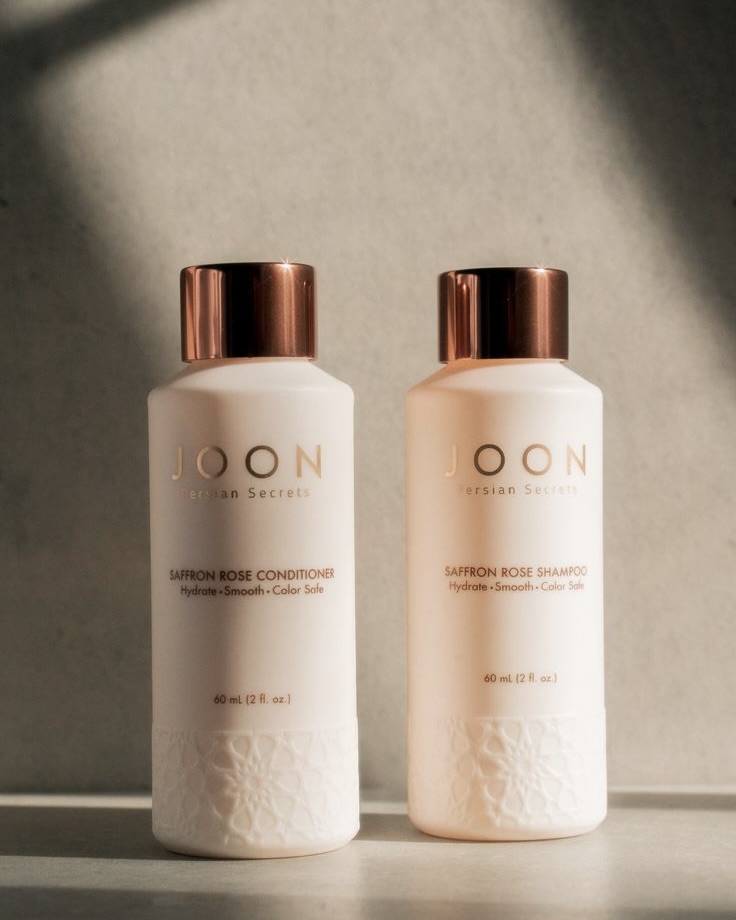 JOON
Persian Secrets
SAFFRON ROSE CONDITIONER
Hydrate • Smooth • Color Safe
60 mL (2 fl. oz.)
JOON
Persian Secrets
SAFFRON ROSE SHAMPOO
Hydrate • Smooth • Color Safe
60 mL (2 fl. oz.)